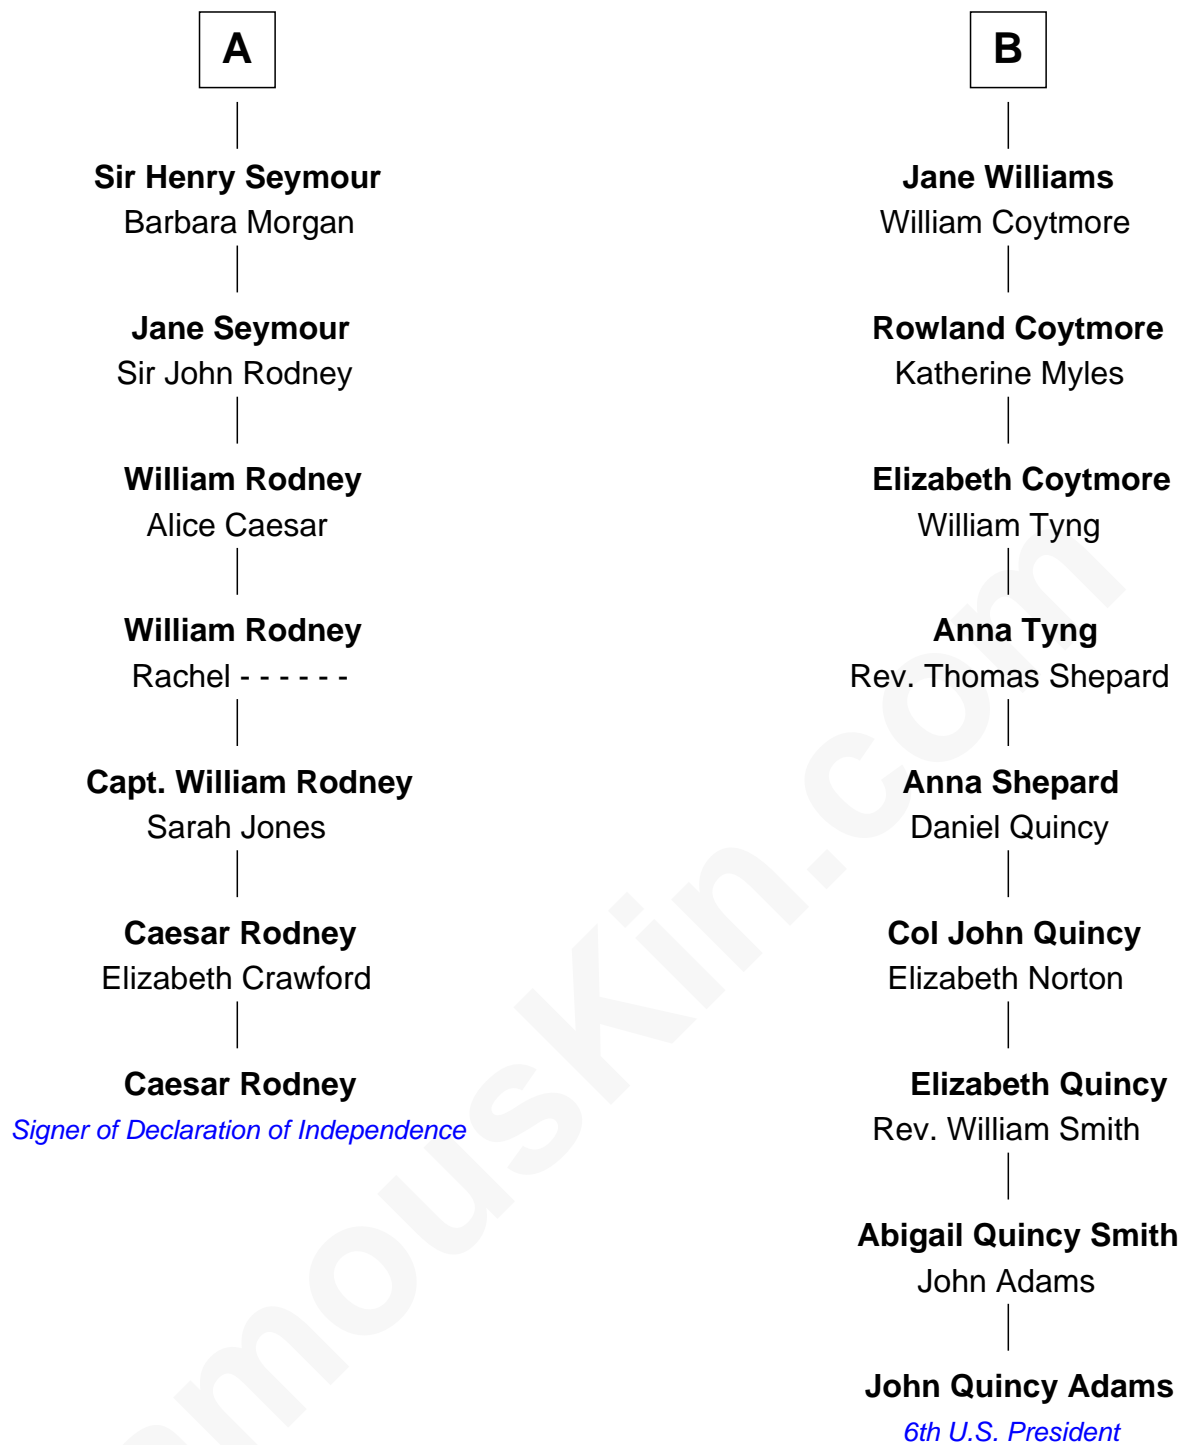 A
Sir Henry Seymour
Barbara Morgan
Jane Seymour
Sir John Rodney
William Rodney
Alice Caesar
William Rodney
Rachel - - - - - -
Capt. William Rodney
Sarah Jones
Caesar Rodney
Elizabeth Crawford
Caesar Rodney
Signer of Declaration of Independence
B
Jane Williams
William Coytmore
Rowland Coytmore
Katherine Myles
Elizabeth Coytmore
William Tyng
Anna Tyng
Rev. Thomas Shepard
Anna Shepard
Daniel Quincy
Col John Quincy
Elizabeth Norton
Elizabeth Quincy
Rev. William Smith
Abigail Quincy Smith
John Adams
John Quincy Adams
6th U.S. President
amousKin.com